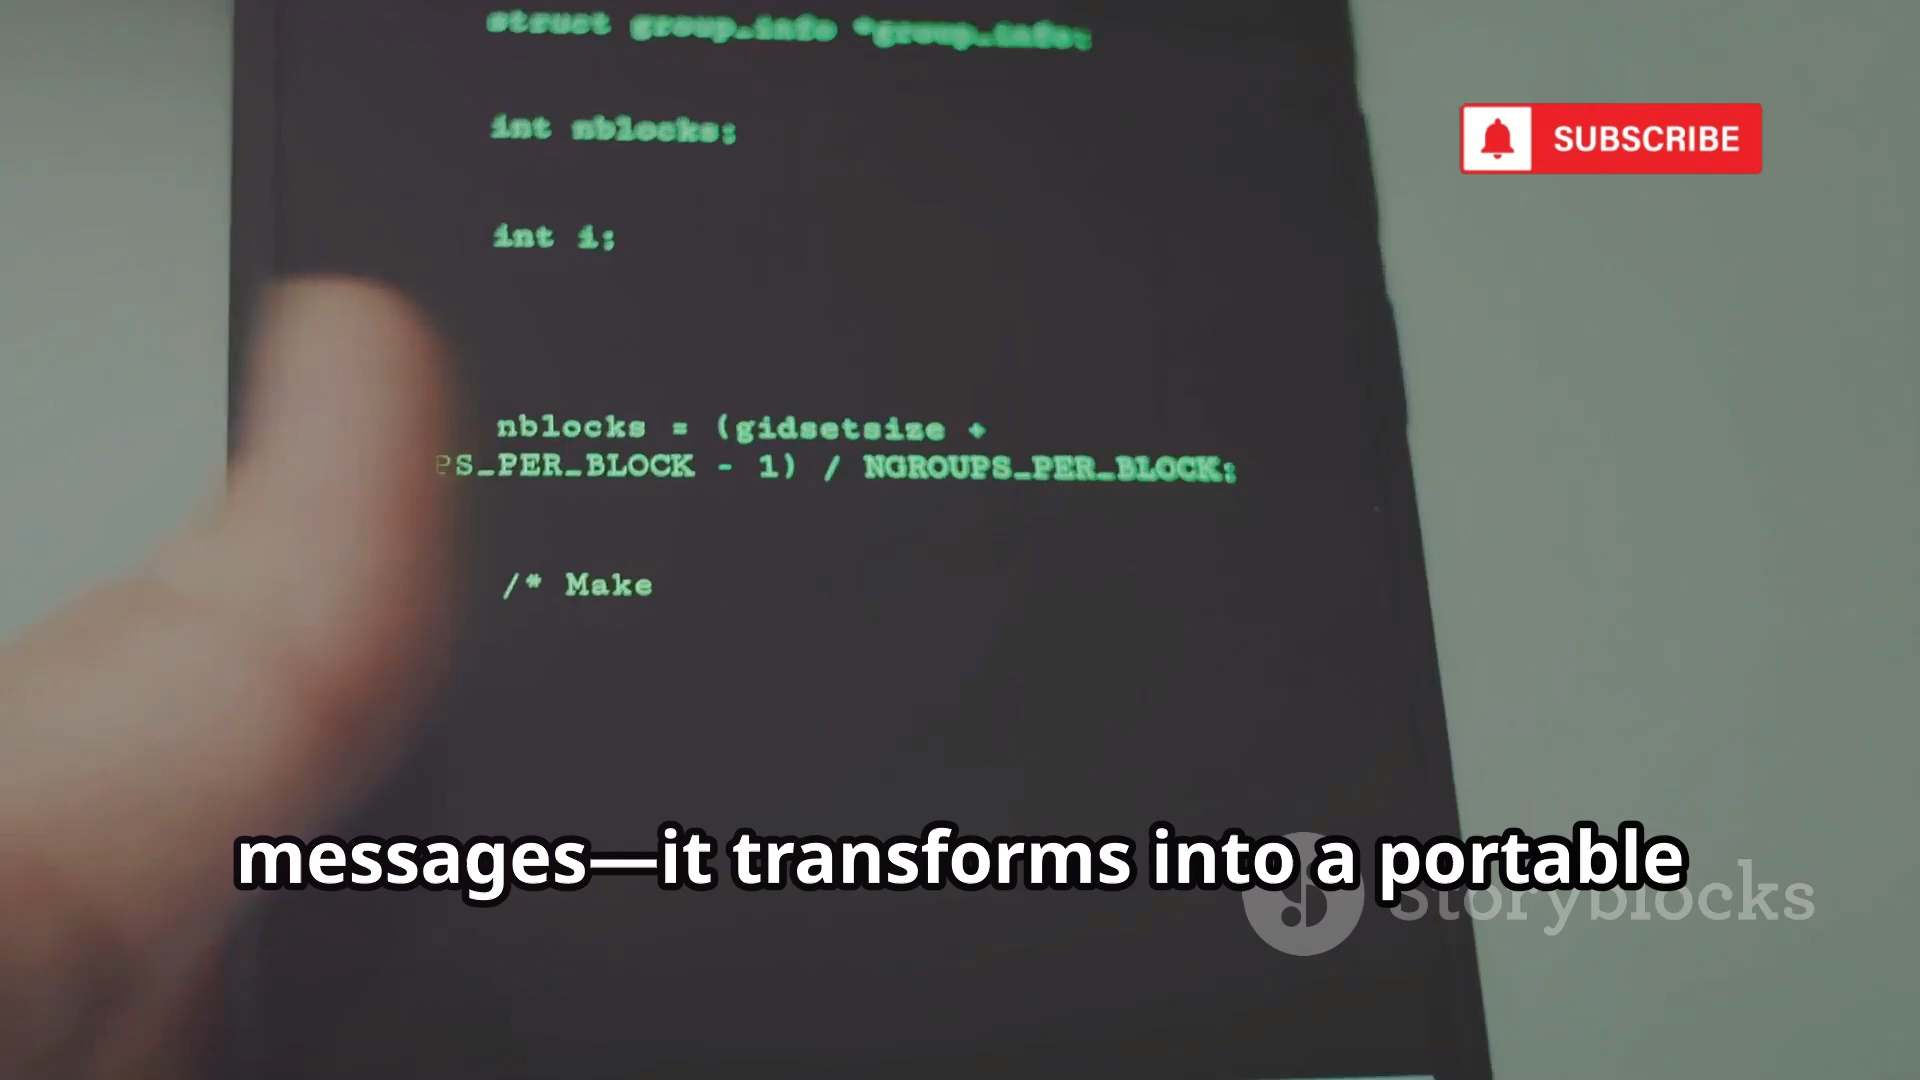 struct group_info *group_info;
int nblocks;
SUBSCRIBE
int i;
nblocks = (gidsetsize +
PS_PER_BLOCK - 1) / NGROUPS_PER_BLOCK;
/* Make
messages—it transforms into a portable
Storyblocks